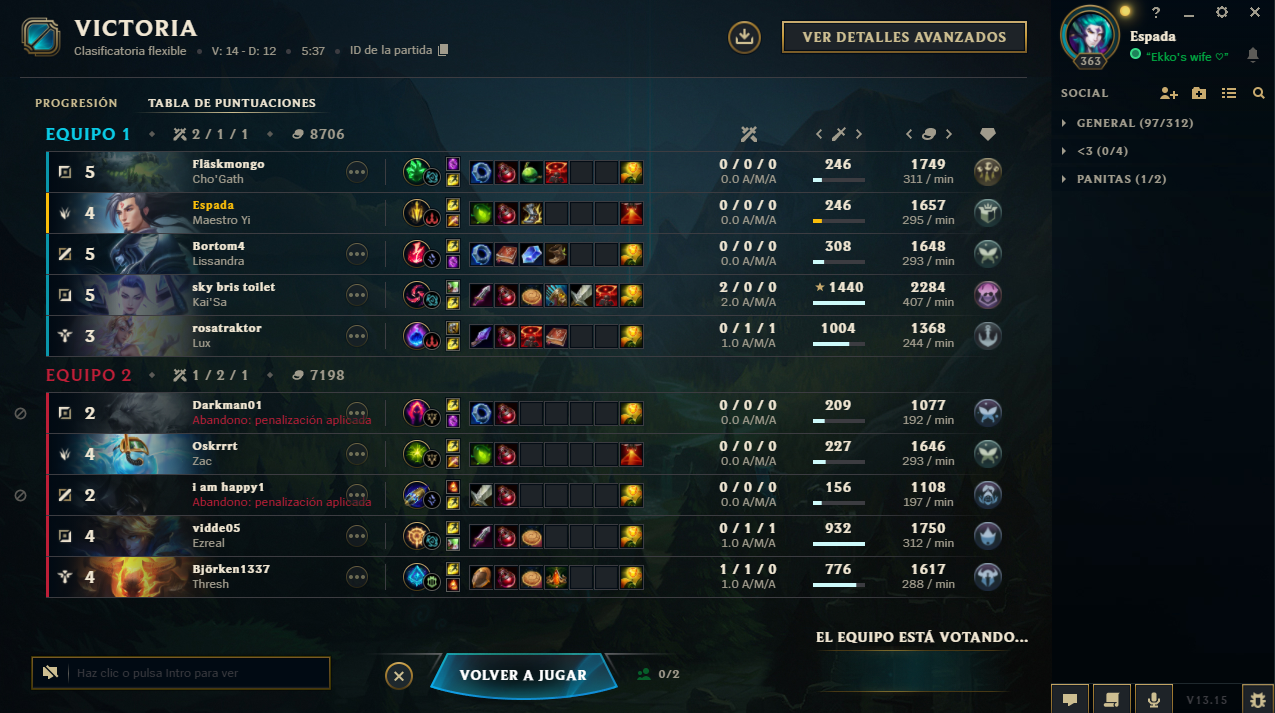 VICTORIA
Clasificatoria flexible • V: 14 - D: 12 • 5:37 • ID de la partida
VER DETALLES AVANZADOS
PROGRESIÓN TABLA DE PUNTUACIONES
EQUIPO 1 2 / 1 / 1 8706
5 Fläskmongo 0 / 0 / 0 246 1749
Cho'Gath 0.0 A/M/A 311 / min
4 Espada 0 / 0 / 0 246 1657
Maestro Yi 0.0 A/M/A 295 / min
5 Bortom4 0 / 0 / 0 308 1648
Lissandra 0.0 A/M/A 293 / min
5 sky bris toilet 2 / 0 / 0 1440 2284
Kai'Sa 2.0 A/M/A 407 / min
3 rosatraktor 0 / 1 / 1 1004 1368
Lux 1.0 A/M/A 244 / min
EQUIPO 2 1 / 2 / 1 7198
2 Darkman01 0 / 0 / 0 209 1077
Abandono: penalización aplicada 0.0 A/M/A 192 / min
4 Oskrrrt 0 / 0 / 0 227 1646
Zac 0.0 A/M/A 293 / min
2 i am happy1 0 / 0 / 0 156 1108
Abandono: penalización aplicada 0.0 A/M/A 197 / min
4 vidde05 0 / 1 / 1 932 1750
Ezreal 1.0 A/M/A 312 / min
4 Björken1337 1 / 1 / 0 776 1617
Thresh 1.0 A/M/A 288 / min
EL EQUIPO ESTÁ VOTANDO...
Haz clic o pulsa Intro para ver
VOLVER A JUGAR
0/2
363
Espada
"Ekko's wife ♡"
SOCIAL
GENERAL (97/312)
<3 (0/4)
PANITAS (1/2)
V13.15